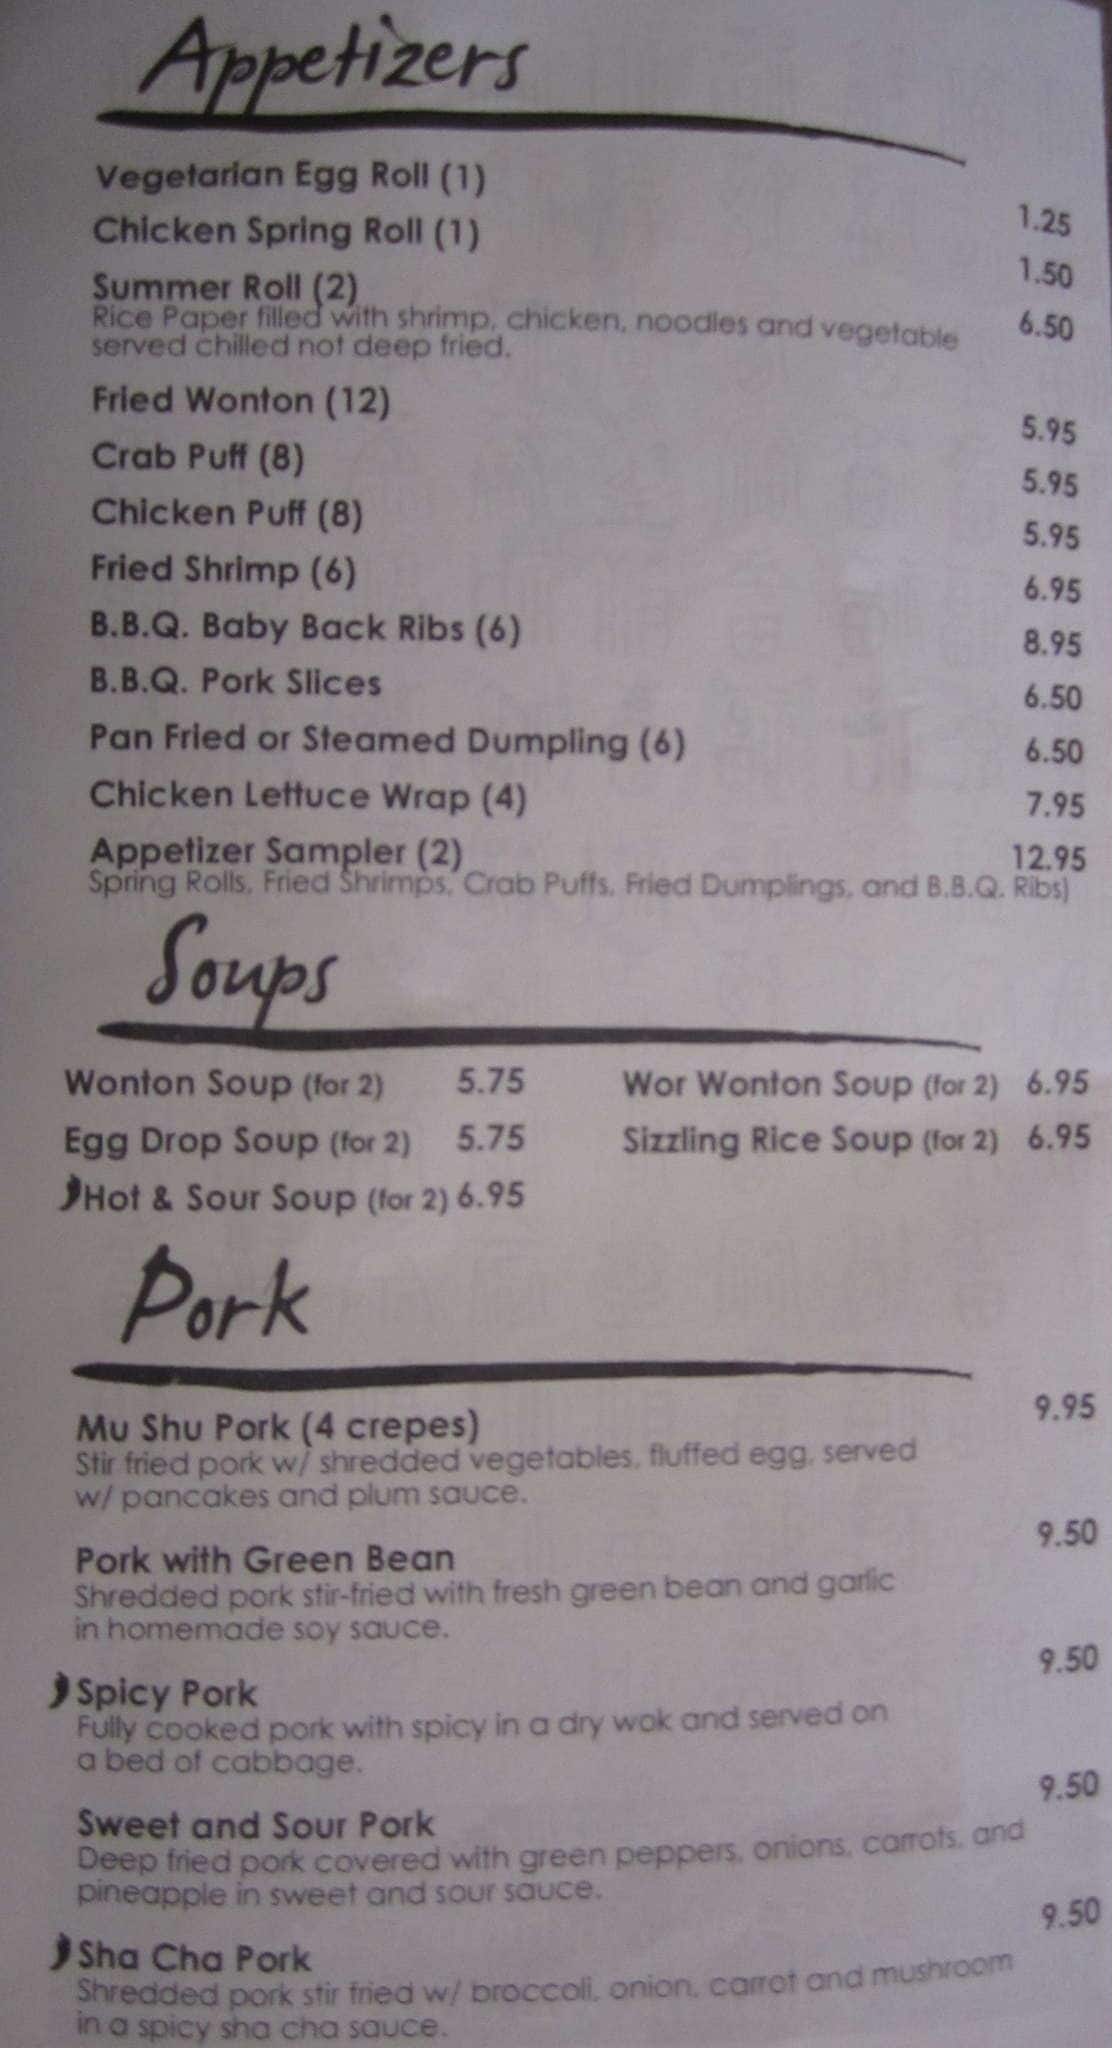 Appetizers
Vegetarian Egg Roll (1) 1.25
Chicken Spring Roll (1) 1.50
Summer Roll (2) 6.50
Rice Paper filled with shrimp, chicken, noodles and vegetable
served chilled not deep fried.
Fried Wonton (12) 5.95
Crab Puff (8) 5.95
Chicken Puff (8) 5.95
Fried Shrimp (6) 6.95
B.B.Q. Baby Back Ribs (6) 8.95
B.B.Q. Pork Slices 6.50
Pan Fried or Steamed Dumpling (6) 6.50
Chicken Lettuce Wrap (4) 7.95
Appetizer Sampler (2) 12.95
Spring Rolls, Fried Shrimps, Crab Puffs, Fried Dumplings, and B.B.Q. Ribs)
Soups
Wonton Soup (for 2) 5.75 Wor Wonton Soup (for 2) 6.95
Egg Drop Soup (for 2) 5.75 Sizzling Rice Soup (for 2) 6.95
Hot & Sour Soup (for 2) 6.95
Pork
Mu Shu Pork (4 crepes) 9.95
Stir fried pork w/ shredded vegetables, fluffed egg, served
w/ pancakes and plum sauce.
Pork with Green Bean 9.50
Shredded pork stir-fried with fresh green bean and garlic
in homemade soy sauce.
Spicy Pork 9.50
Fully cooked pork with spicy in a dry wok and served on
a bed of cabbage.
Sweet and Sour Pork 9.50
Deep fried pork covered with green peppers, onions, carrots, and
pineapple in sweet and sour sauce.
Sha Cha Pork 9.50
Shredded pork stir fried w/ broccoli, onion, carrot and mushroom
in a spicy sha cha sauce.